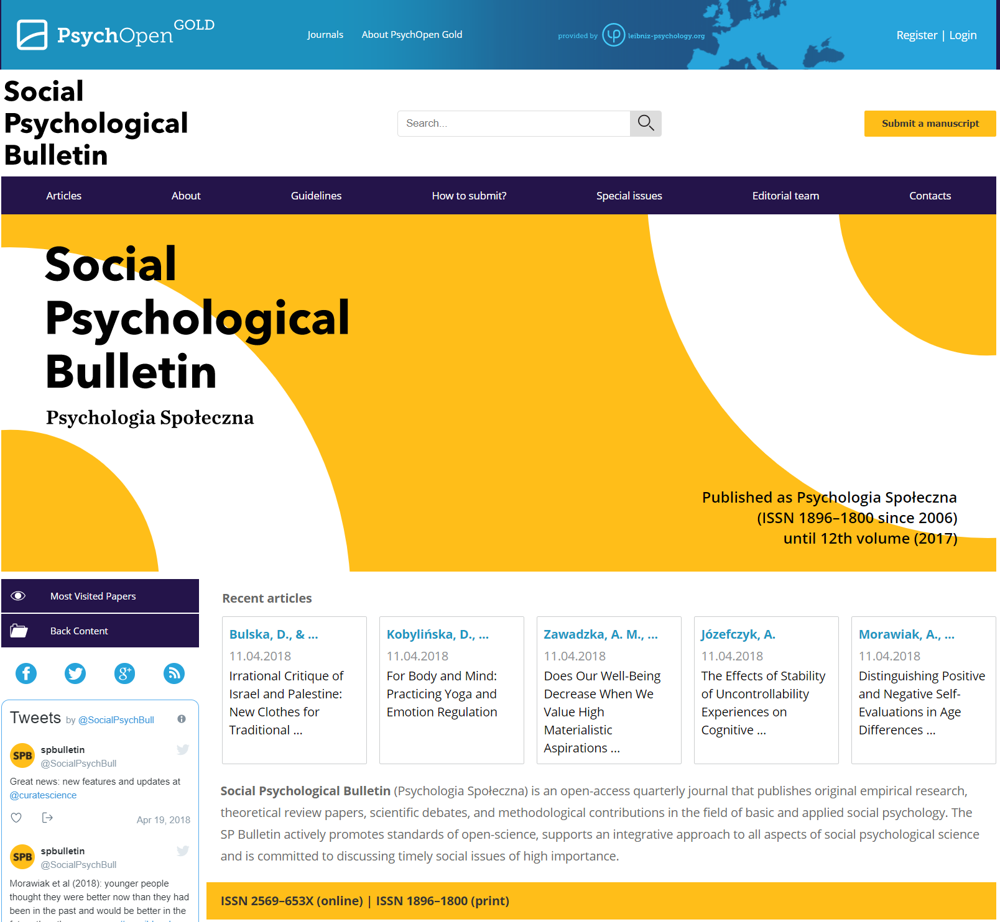 PsychOpen GOLD
Journals
About PsychOpen Gold
provided by
leibniz-psychology.org
Register | Login
Social
Psychological
Bulletin
Search...
Submit a manuscript
Articles
About
Guidelines
How to submit?
Special issues
Editorial team
Contacts
Social
Psychological
Bulletin
Psychologia Społeczna
Published as Psychologia Społeczna
(ISSN 1896–1800 since 2006)
until 12th volume (2017)
Most Visited Papers
Back Content
Tweets by @SocialPsychBull
spbulletin
SPB
@SocialPsychBull
Great news: new features and updates at
@curatescience
Apr 19, 2018
spbulletin
SPB
@SocialPsychBull
Morawiak et al (2018): younger people
thought they were better now than they had
been in the past and would be better in the
Recent articles
Bulska, D., & ...
11.04.2018
Irrational Critique of
Israel and Palestine:
New Clothes for
Traditional ...
Kobylińska, D., ...
11.04.2018
For Body and Mind:
Practicing Yoga and
Emotion Regulation
Zawadzka, A. M., ...
11.04.2018
Does Our Well-Being
Decrease When We
Value High
Materialistic
Aspirations ...
Józefczyk, A.
11.04.2018
The Effects of Stability
of Uncontrollability
Experiences on
Cognitive ...
Morawiak, A., ...
11.04.2018
Distinguishing Positive
and Negative Self-
Evaluations in Age
Differences ...
Social Psychological Bulletin (Psychologia Społeczna) is an open-access quarterly journal that publishes original empirical research,
theoretical review papers, scientific debates, and methodological contributions in the field of basic and applied social psychology. The
SP Bulletin actively promotes standards of open-science, supports an integrative approach to all aspects of social psychological science
and is committed to discussing timely social issues of high importance.
ISSN 2569–653X (online) | ISSN 1896–1800 (print)